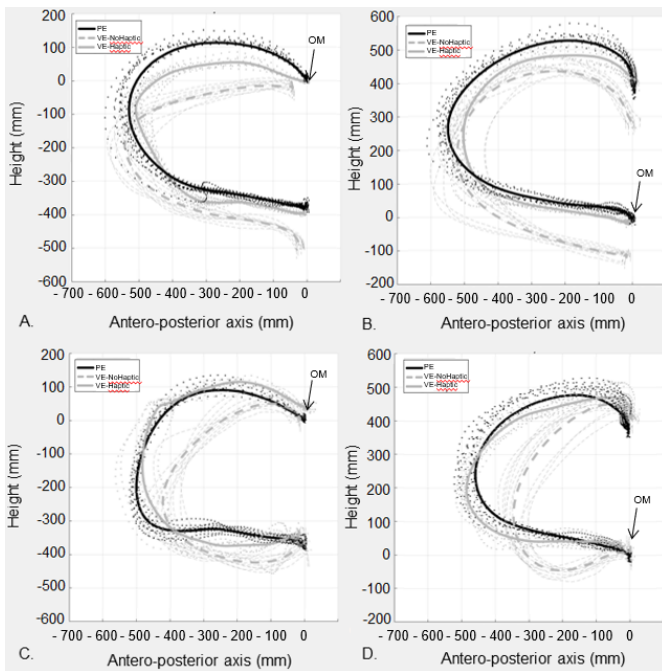 200
100
0
-100
-200
-300
-400
-500
-600
Height (mm)
PE
VE-NoHaptic
VE-Haptic
OM
- 700 - 600 - 500 - 400 - 300 - 200 - 100 0
A.
Antero-posterior axis (mm)
600
500
400
300
200
100
0
-100
-200
Height (mm)
PE
VE-NoHaptic
VE-Haptic
OM
- 700 - 600 - 500 - 400 - 300 - 200 - 100 0
B.
Antero-posterior axis (mm)
200
100
0
-100
-200
-300
-400
-500
-600
Height (mm)
PE
VE-NoHaptic
VE-Haptic
OM
- 700 - 600 - 500 - 400 - 300 - 200 - 100 0
C.
Antero-posterior axis (mm)
600
500
400
300
200
100
0
-100
-200
Height (mm)
PE
VE-NoHaptic
VE-Haptic
OM
- 700 - 600 - 500 - 400 - 300 - 200 - 100 0
D.
Antero-posterior axis (mm)